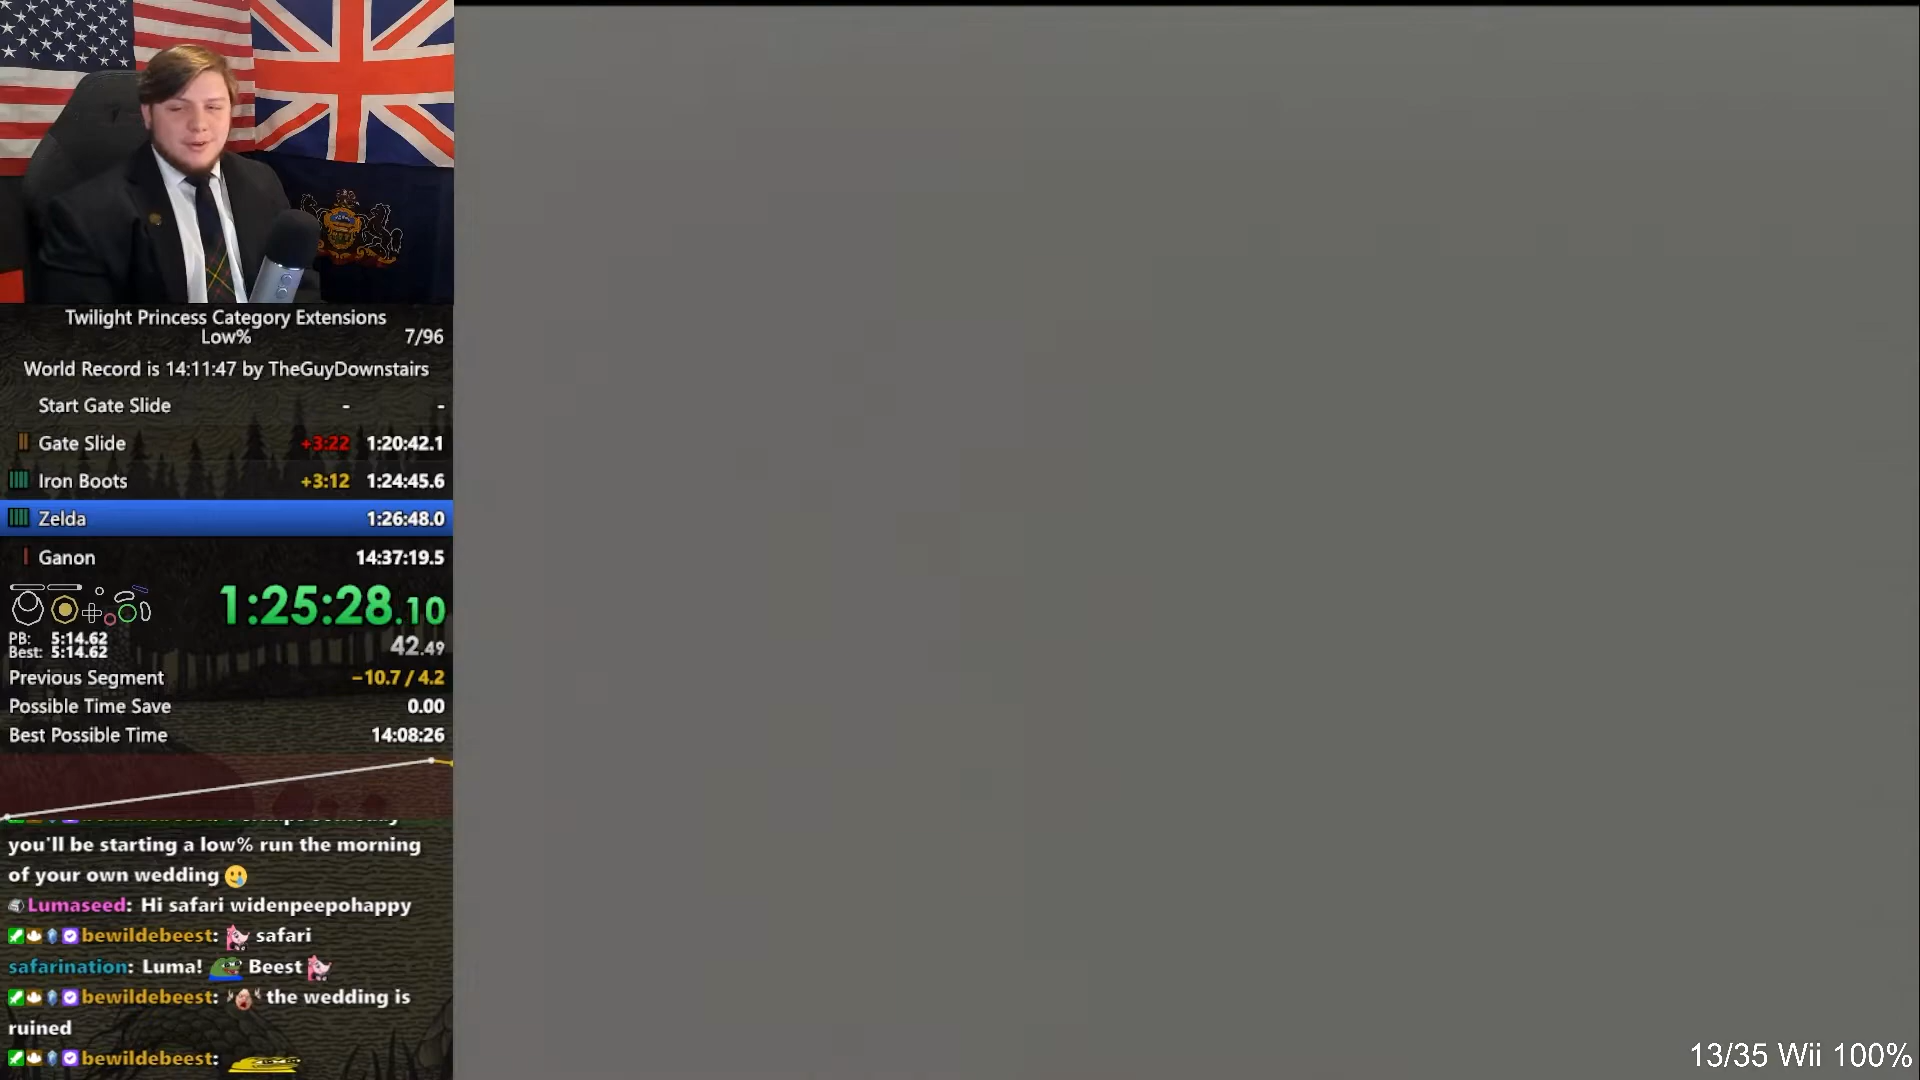 Twilight Princess Category Extensions
Low% 7/96
World Record is 14:11:47 by TheGuyDownstairs
Start Gate Slide - -
Gate Slide +3:22 1:20:42.1
Iron Boots +3:12 1:24:45.6
Zelda 1:26:48.0
Ganon 14:37:19.5
1:25:28.10
PB: 5:14.62
Best: 5:14.62
42.49
Previous Segment −10.7 / 4.2
Possible Time Save 0.00
Best Possible Time 14:08:26
you'll be starting a low% run the morning
of your own wedding
Lumaseed: Hi safari widenpeepohappy
bewildebeest: safari
safarination: Luma! Beest
bewildebeest: the wedding is
ruined
bewildebeest:
13/35 Wii 100%